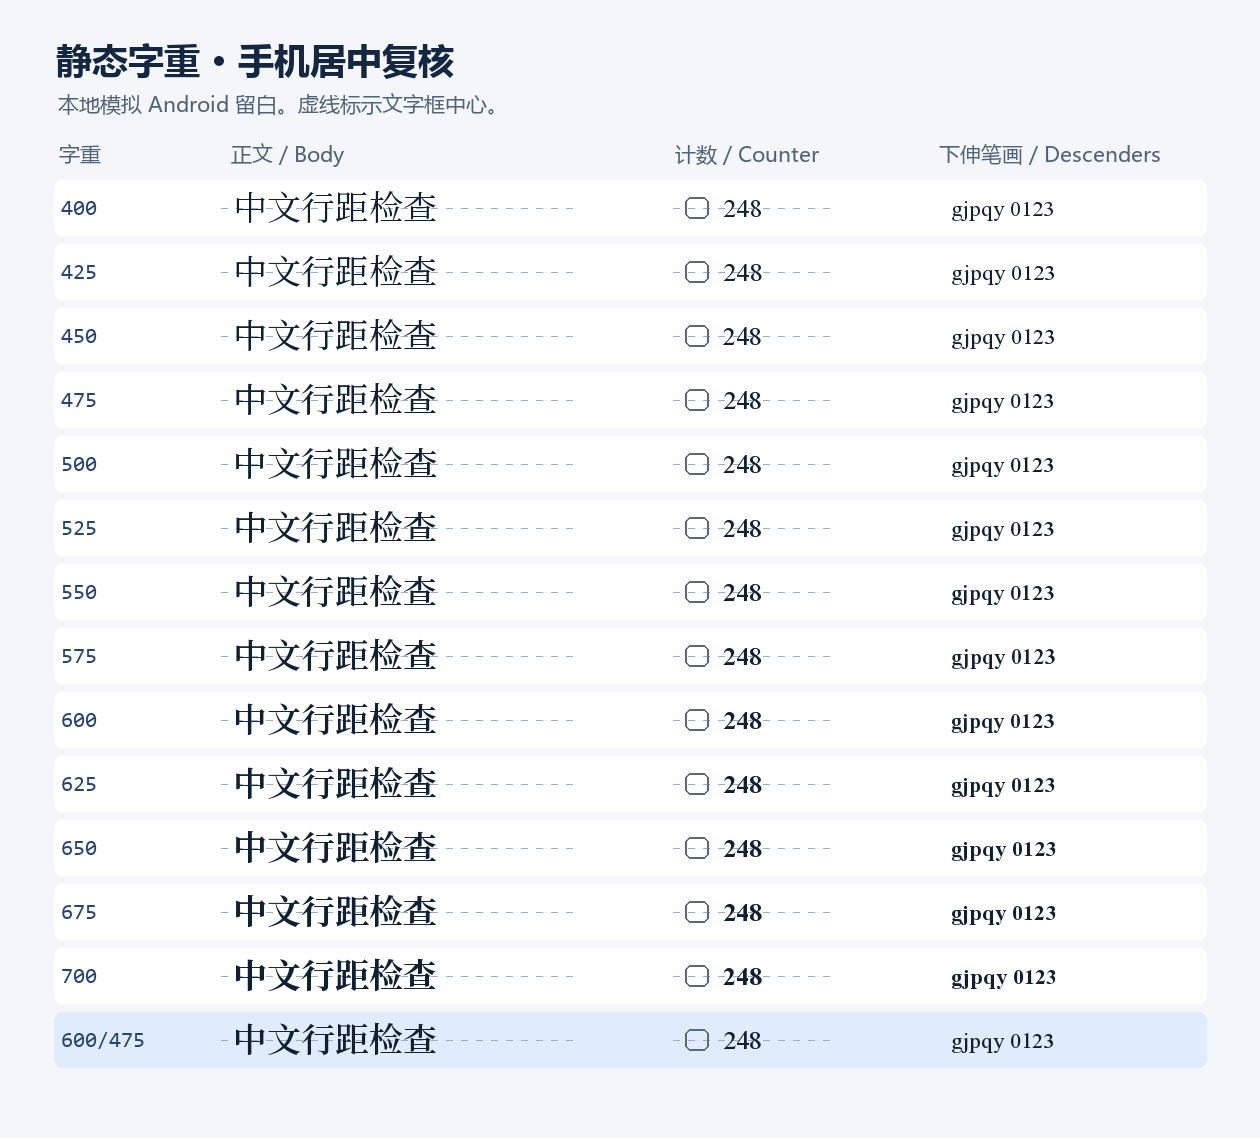 静态字重 • 手机居中复核
本地模拟 Android 留白。虚线标示文字框中心。
字重 正文 / Body 计数 / Counter 下伸笔画 / Descenders
400 中文行距检查 248 gjpqy 0123
425 中文行距检查 248 gjpqy 0123
450 中文行距检查 248 gjpqy 0123
475 中文行距检查 248 gjpqy 0123
500 中文行距检查 248 gjpqy 0123
525 中文行距检查 248 gjpqy 0123
550 中文行距检查 248 gjpqy 0123
575 中文行距检查 248 gjpqy 0123
600 中文行距检查 248 gjpqy 0123
625 中文行距检查 248 gjpqy 0123
650 中文行距检查 248 gjpqy 0123
675 中文行距检查 248 gjpqy 0123
700 中文行距检查 248 gjpqy 0123
600/475 中文行距检查 248 gjpqy 0123